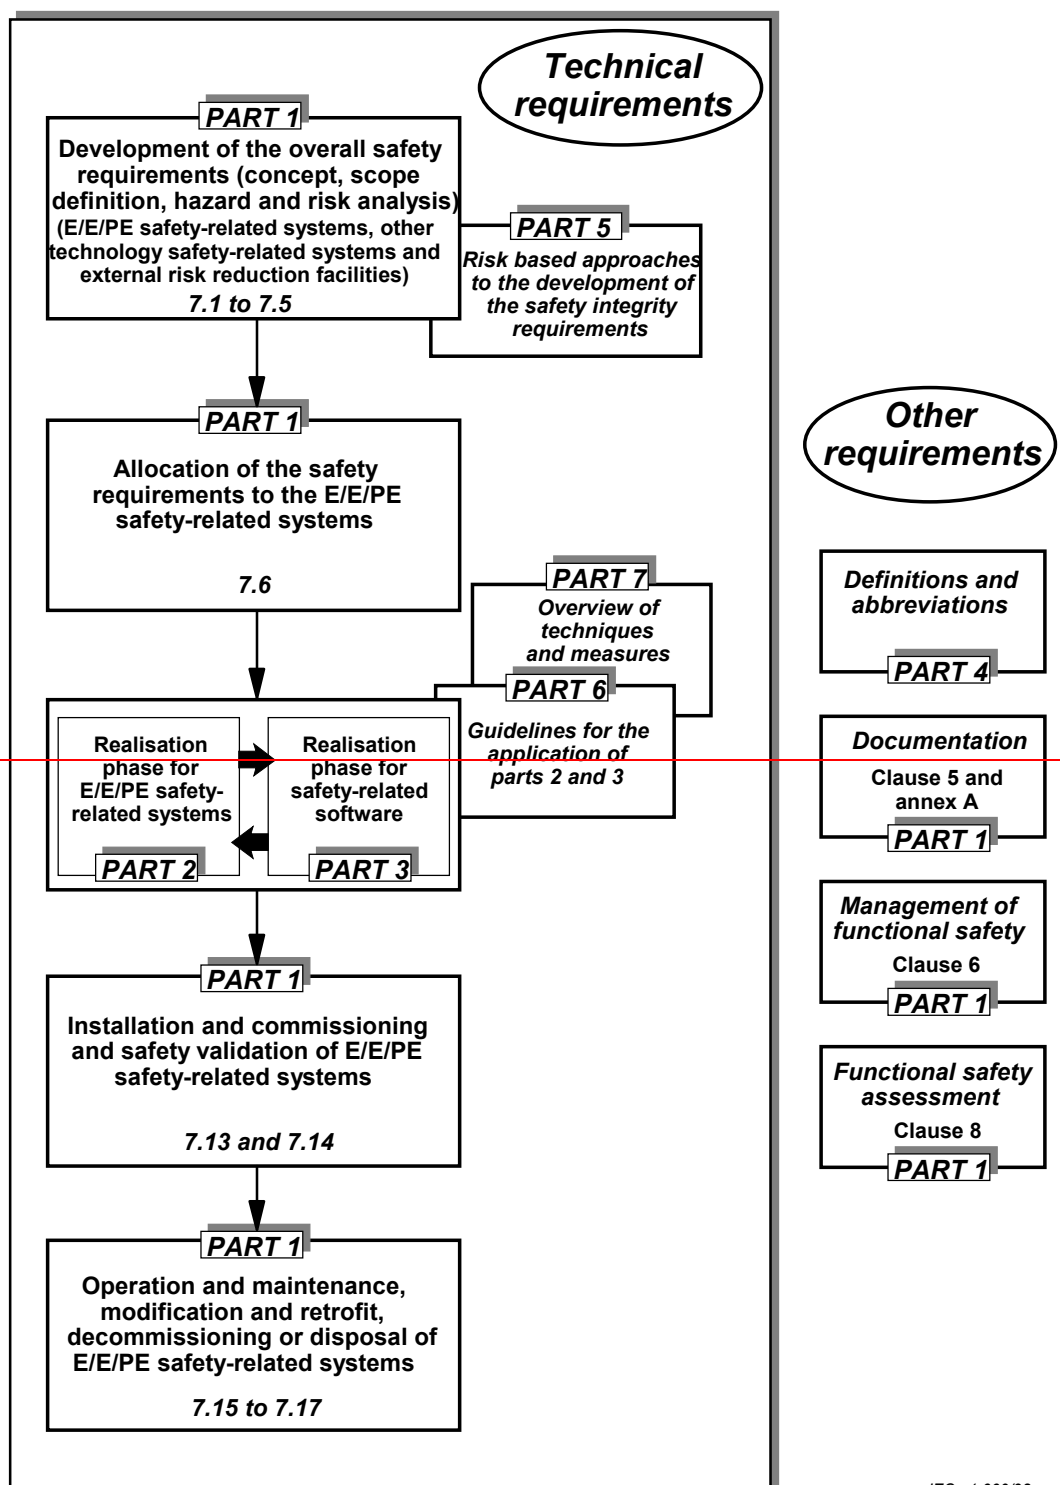 Technical
requirements
PART 1
Development of the overall safety
requirements (concept, scope
definition, hazard and risk analysis)
(E/E/PE safety-related systems, other
technology safety-related systems and
external risk reduction facilities)
7.1 to 7.5
PART 5
Risk based approaches
to the development of
the safety integrity
requirements
PART 1
Allocation of the safety
requirements to the E/E/PE
safety-related systems
7.6
PART 7
Overview of
techniques
and measures
PART 6
Guidelines for the
application of
parts 2 and 3
Realisation
phase for
E/E/PE safety-
related systems
PART 2
Realisation
phase for
safety-related
software
PART 3
PART 1
Installation and commissioning
and safety validation of E/E/PE
safety-related systems
7.13 and 7.14
PART 1
Operation and maintenance,
modification and retrofit,
decommissioning or disposal of
E/E/PE safety-related systems
7.15 to 7.17
Other
requirements
Definitions and
abbreviations
PART 4
Documentation
Clause 5 and
annex A
PART 1
Management of
functional safety
Clause 6
PART 1
Functional safety
assessment
Clause 8
PART 1